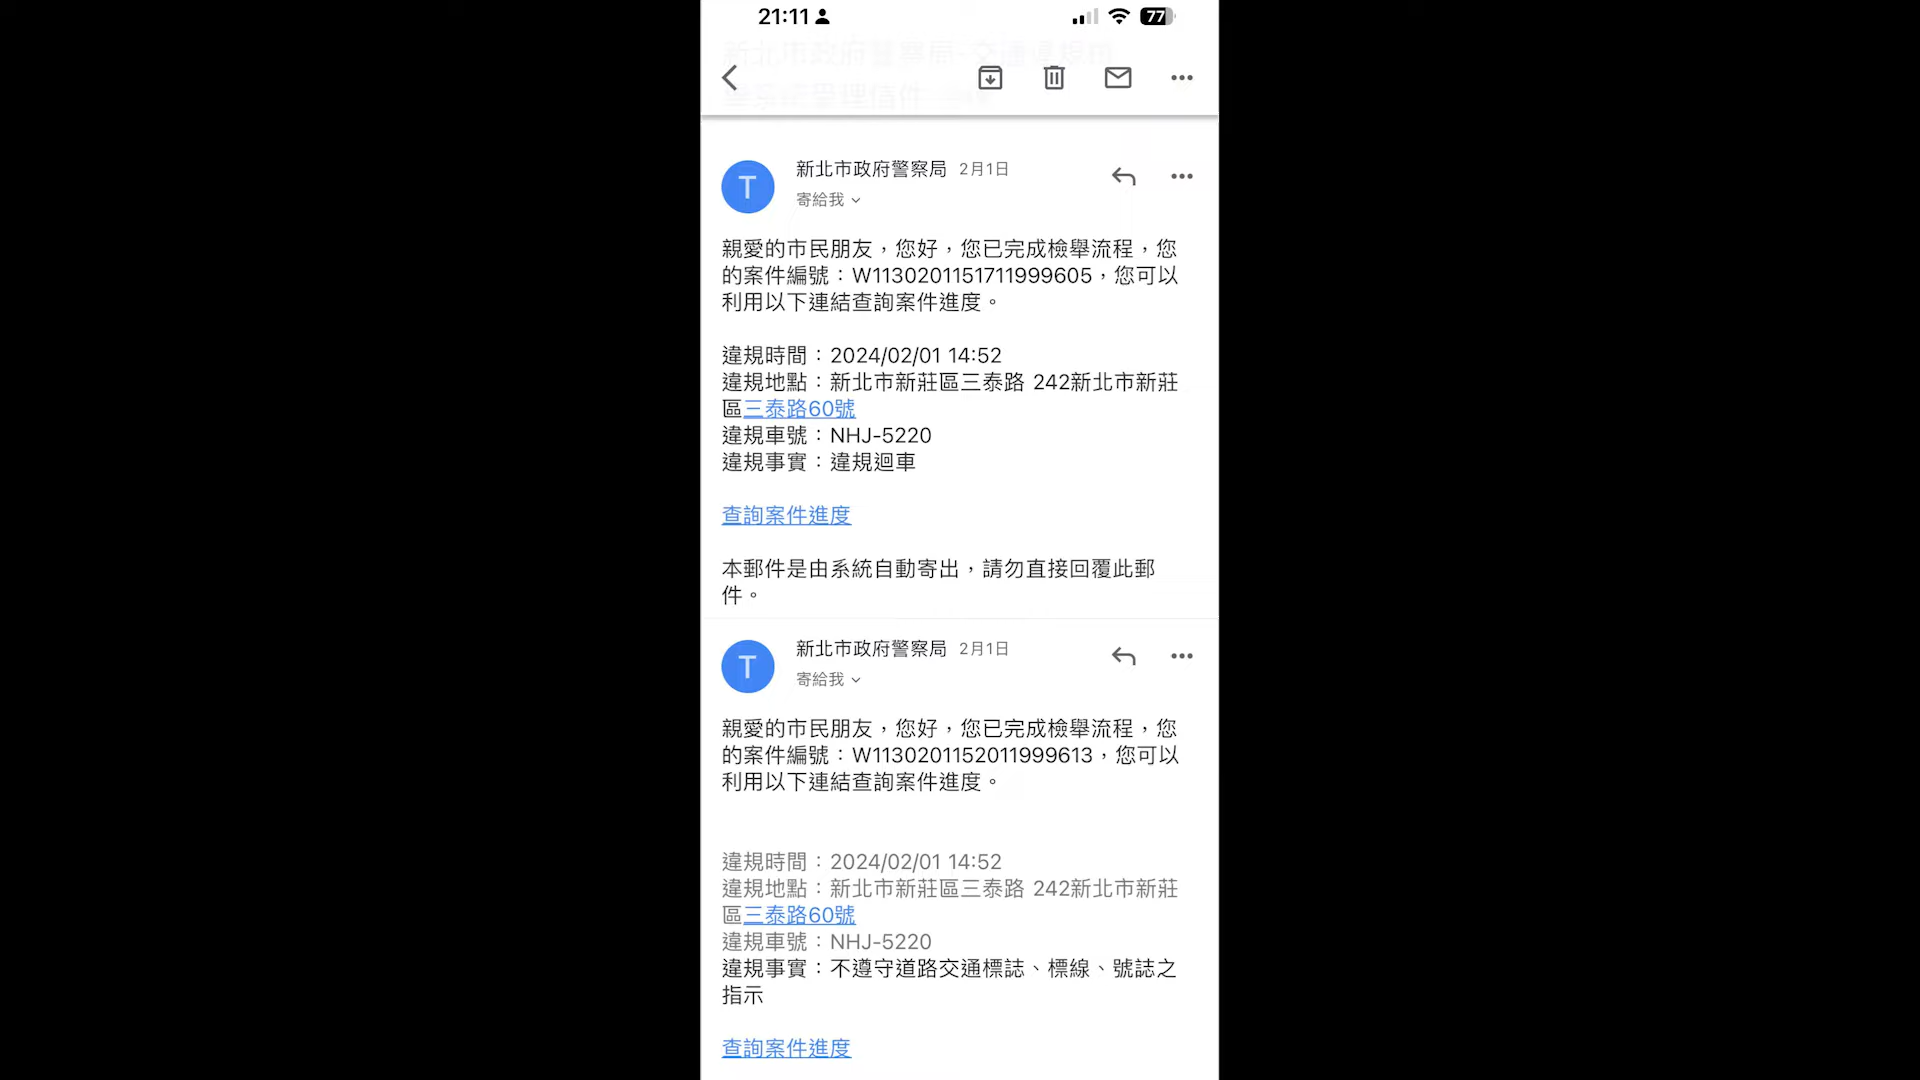 21:11
77
新北市政府警察局 2月1日
T
寄給我
親愛的市民朋友，您好，您已完成檢舉流程，您
的案件編號：W1130201151711999605，您可以
利用以下連結查詢案件進度。
違規時間：2024/02/01 14:52
違規地點：新北市新莊區三泰路 242新北市新莊
區三泰路60號
違規車號：NHJ-5220
違規事實：違規迴車
查詢案件進度
本郵件是由系統自動寄出，請勿直接回覆此郵
件。
新北市政府警察局 2月1日
T
寄給我
親愛的市民朋友，您好，您已完成檢舉流程，您
的案件編號：W1130201152011999613，您可以
利用以下連結查詢案件進度。
違規時間：2024/02/01 14:52
違規地點：新北市新莊區三泰路 242新北市新莊
區三泰路60號
違規車號：NHJ-5220
違規事實：不遵守道路交通標誌、標線、號誌之
指示
查詢案件進度